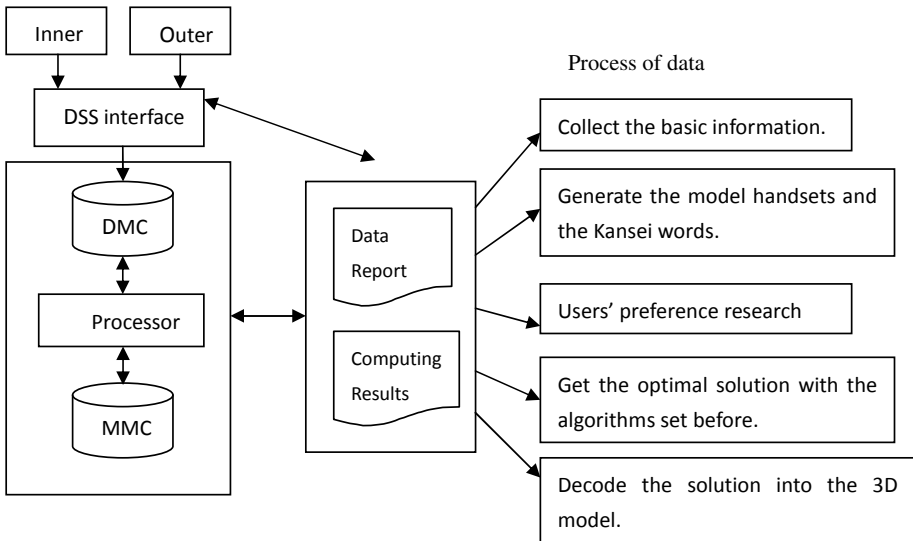 Inner
Outer
DSS interface
DMC
Processor
MMC
Data
Report
Computing
Results
Process of data
Collect the basic information.
Generate the model handsets and
the Kansei words.
Users’ preference research
Get the optimal solution with the
algorithms set before.
Decode the solution into the 3D
model.